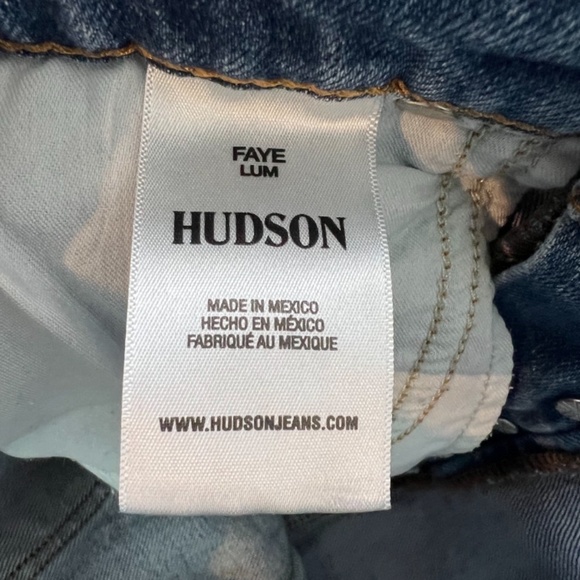 FAYE
LUM
HUDSON
MADE IN MEXICO
HECHO EN MÉXICO
FABRIQUÉ AU MEXIQUE
WWW.HUDSONJEANS.COM